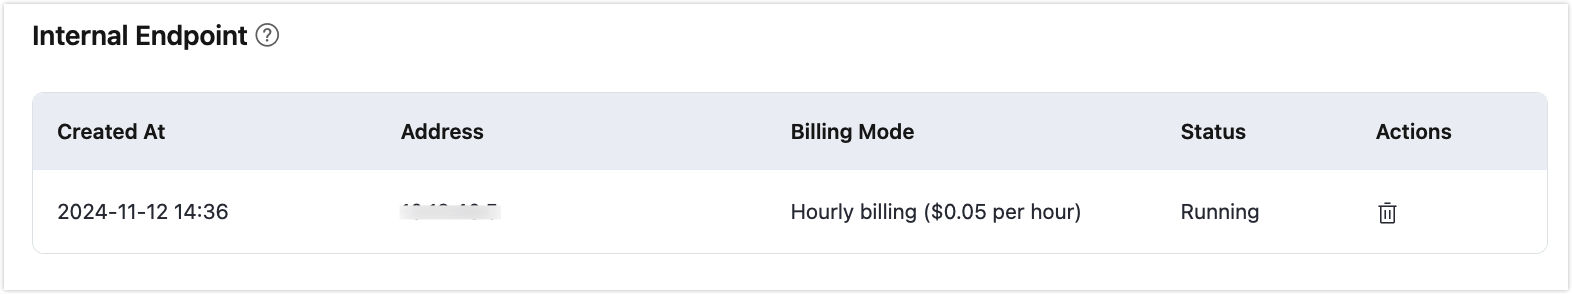 Internal Endpoint ?
Created At Address Billing Mode Status Actions
2024-11-12 14:36 Hourly billing ($0.05 per hour) Running